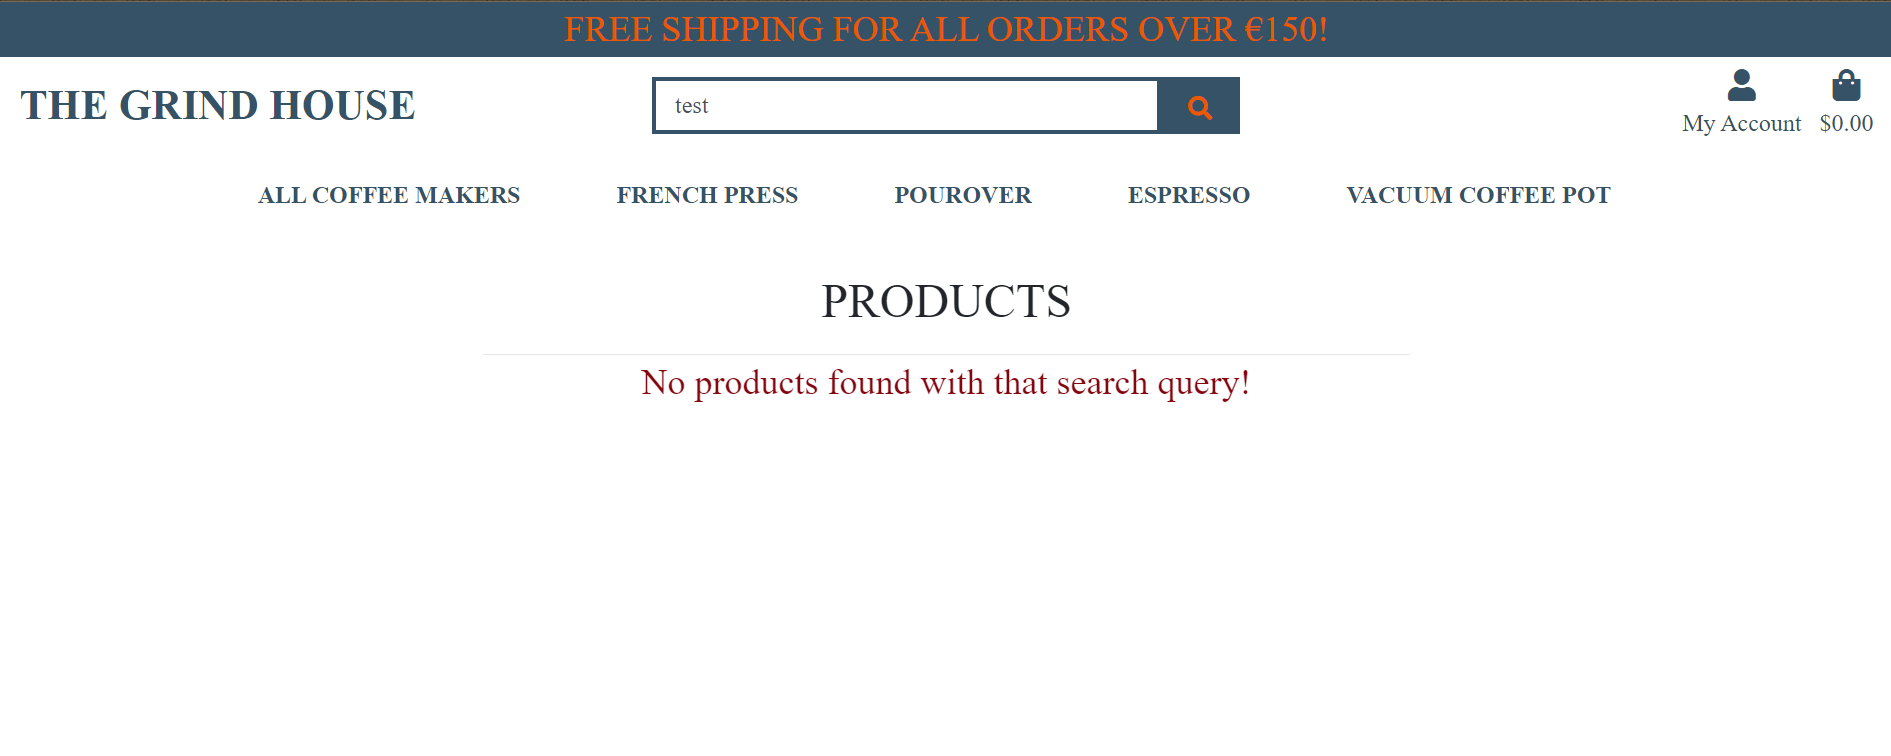 FREE SHIPPING FOR ALL ORDERS OVER €150!
THE GRIND HOUSE
test
My Account
$0.00
ALL COFFEE MAKERS
FRENCH PRESS
POUROVER
ESPRESSO
VACUUM COFFEE POT
PRODUCTS
No products found with that search query!